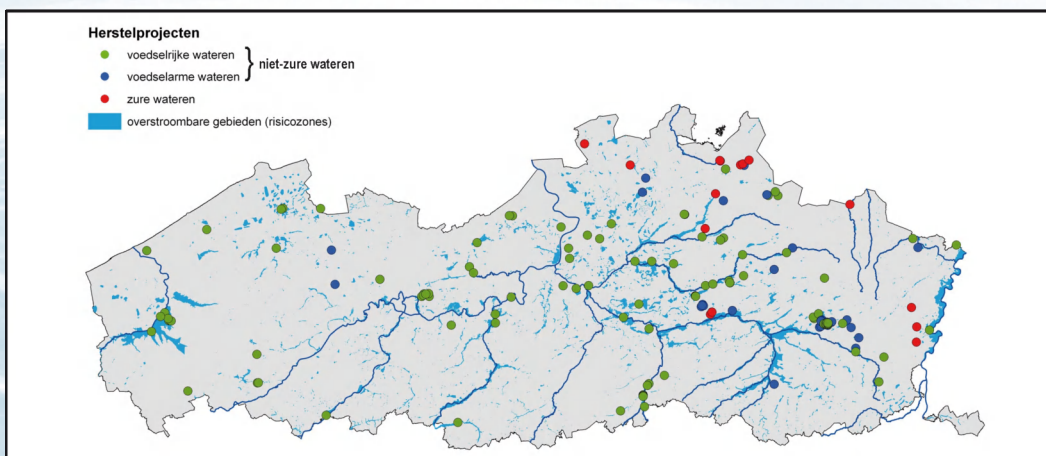 Herstelprojecten
voedselrijke wateren
voedselarme wateren
} niet-zure wateren
zure wateren
overstroombare gebieden (risicozones)